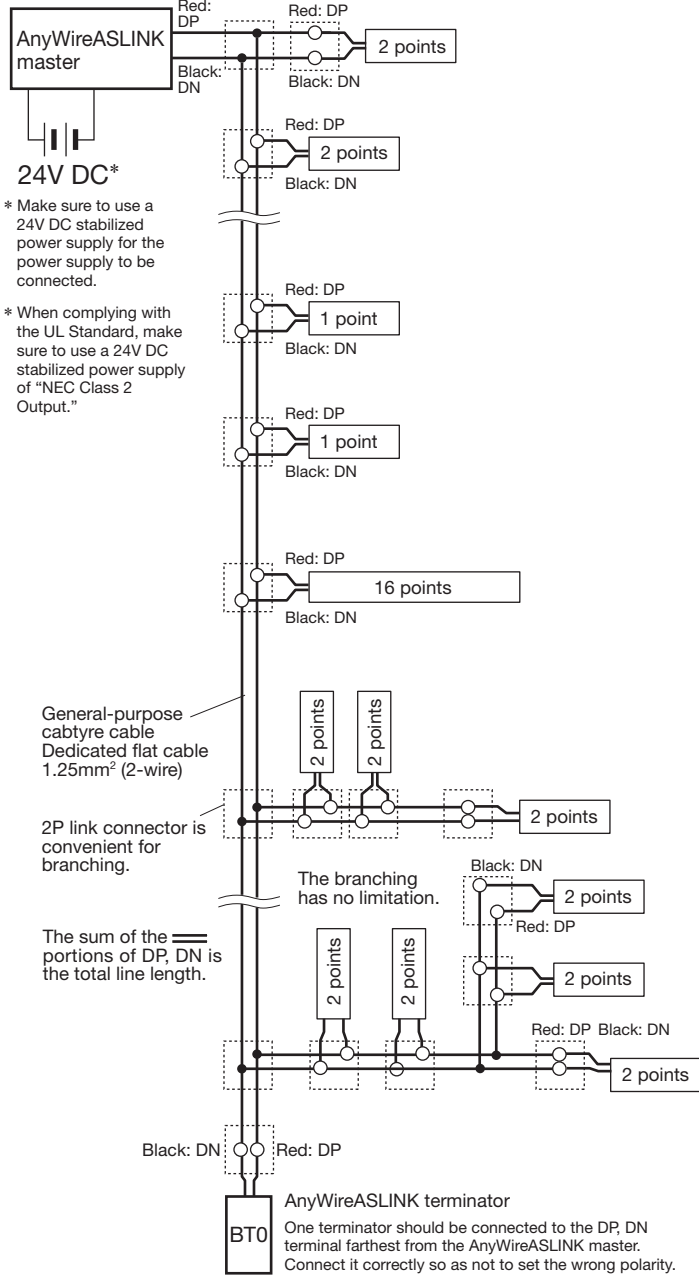 Red:
DP
Red: DP
AnyWireASLINK
master
2 points
Black:
DN
Black: DN
Red: DP
2 points
24V DC*
Black: DN
* Make sure to use a
24V DC stabilized
power supply for the
power supply to be
connected.
* When complying with
the UL Standard, make
sure to use a 24V DC
stabilized power supply
of “NEC Class 2
Output.”
Red: DP
1 point
Black: DN
Red: DP
1 point
Black: DN
Red: DP
16 points
Black: DN
General-purpose
cabtyre cable
Dedicated flat cable
1.25mm² (2-wire)
2 points
2 points
2 points
2P link connector is
convenient for
branching.
The branching
has no limitation.
Black: DN
2 points
Red: DP
The sum of the
portions of DP, DN is
the total line length.
2 points
2 points
2 points
Red: DP Black: DN
2 points
Black: DN
Red: DP
BT0
AnyWireASLINK terminator
One terminator should be connected to the DP, DN
terminal farthest from the AnyWireASLINK master.
Connect it correctly so as not to set the wrong polarity.